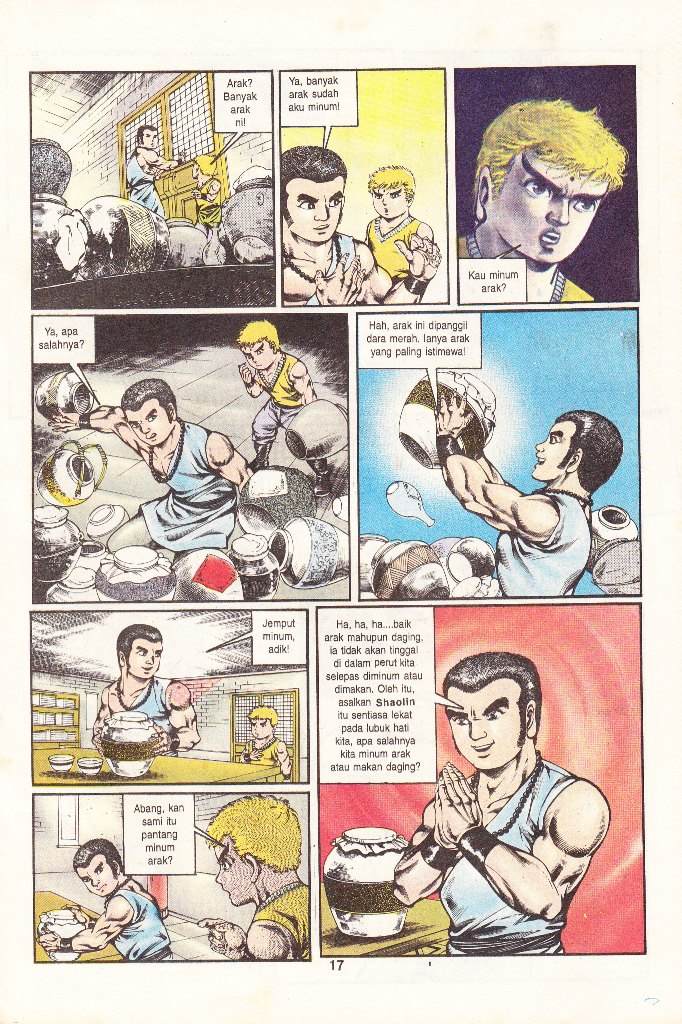 Arak?
Banyak
arak
ni!
Ya, banyak
arak sudah
aku minum!
Kau minum
arak?
Ya, apa
salahnya?
Hah, arak ini dipanggil
dara merah. Ianya arak
yang paling istimewa!
Jemput
minum,
adik!
Abang, kan
sami itu
pantang
minum
arak?
Ha, ha, ha....baik
arak mahupun daging,
ia tidak akan tinggal
di dalam perut kita
selepas diminum atau
dimakan. Oleh itu,
asalkan Shaolin
itu sentiasa lekat
pada lubuk hati
kita, apa salahnya
kita minum arak
atau makan daging?
17